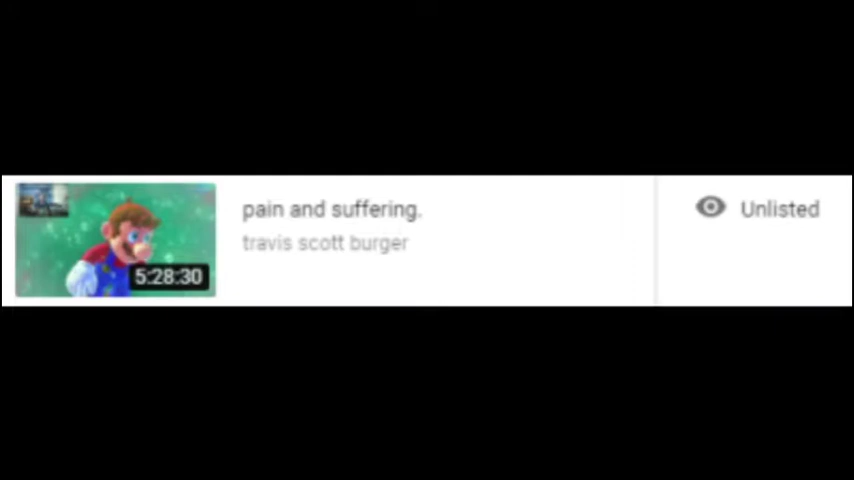 pain and suffering.
travis scott burger
5:28:30
Unlisted